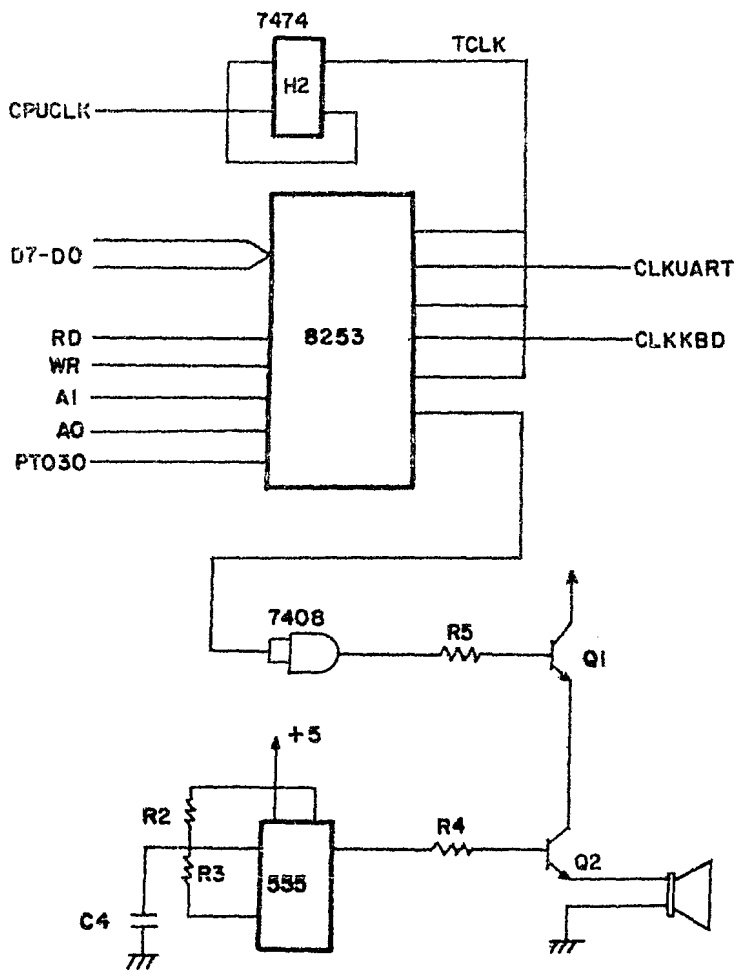 7474
TCLK
H2
CPUCLK
D7-D0
CLKUART
8253
RD
CLKKBD
WR
A1
A0
PT030
7408
R5
Q1
+5
R2
R4
R3
555
Q2
C4